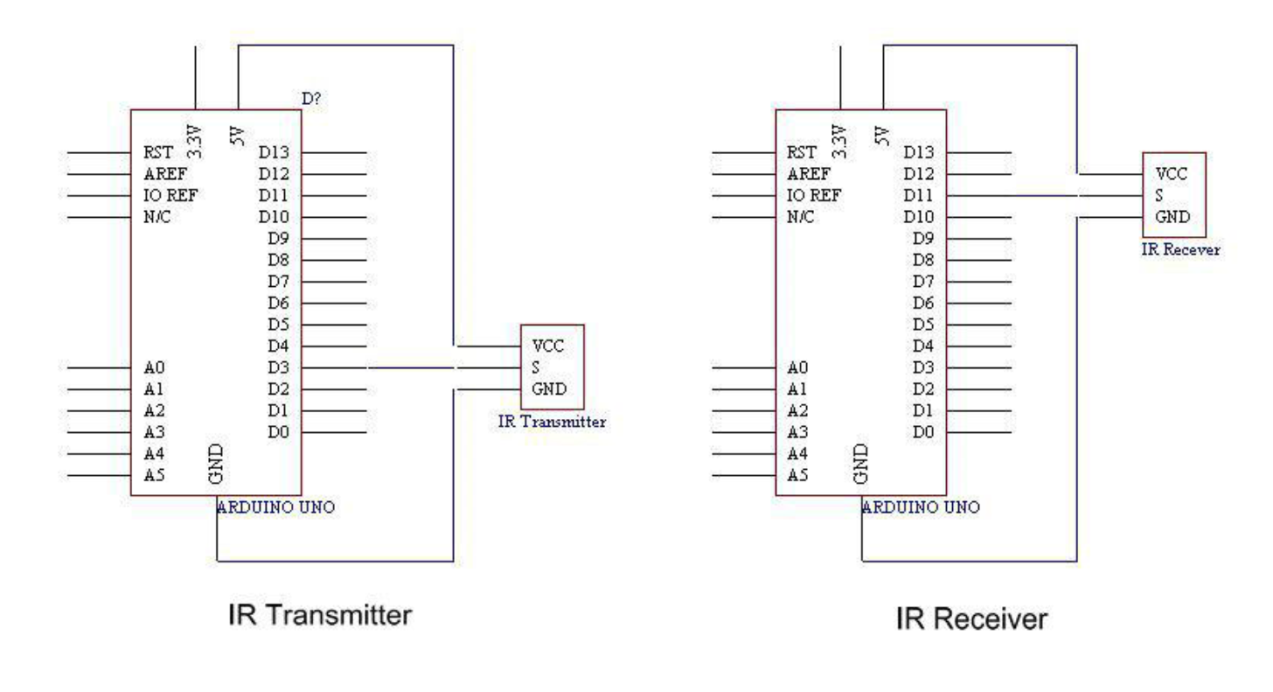 D?
3.3V 5V
RST D13
AREF D12
IO REF D11
N/C D10
D9
D8
D7
D6
D5
D4 VCC
A0 D3 S
A1 D2 GND
A2 D1 IR Transmitter
A3 D0
A4
A5
GND
ARDUINO UNO
IR Transmitter
3.3V 5V
RST D13
AREF D12 VCC
IO REF D11 S
N/C D10 GND
D9 IR Recever
D8
D7
D6
D5
D4
A0 D3
A1 D2
A2 D1
A3 D0
A4
A5
GND
ARDUINO UNO
IR Receiver